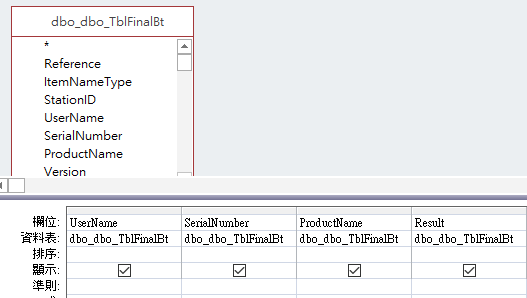 dbo_dbo_TblFinalBt
*
Reference
ItemNameType
StationID
UserName
SerialNumber
ProductName
Version
欄位: UserName SerialNumber ProductName Result
資料表: dbo_dbo_TblFinalBt dbo_dbo_TblFinalBt dbo_dbo_TblFinalBt dbo_dbo_TblFinalBt
排序:
顯示:
準則: